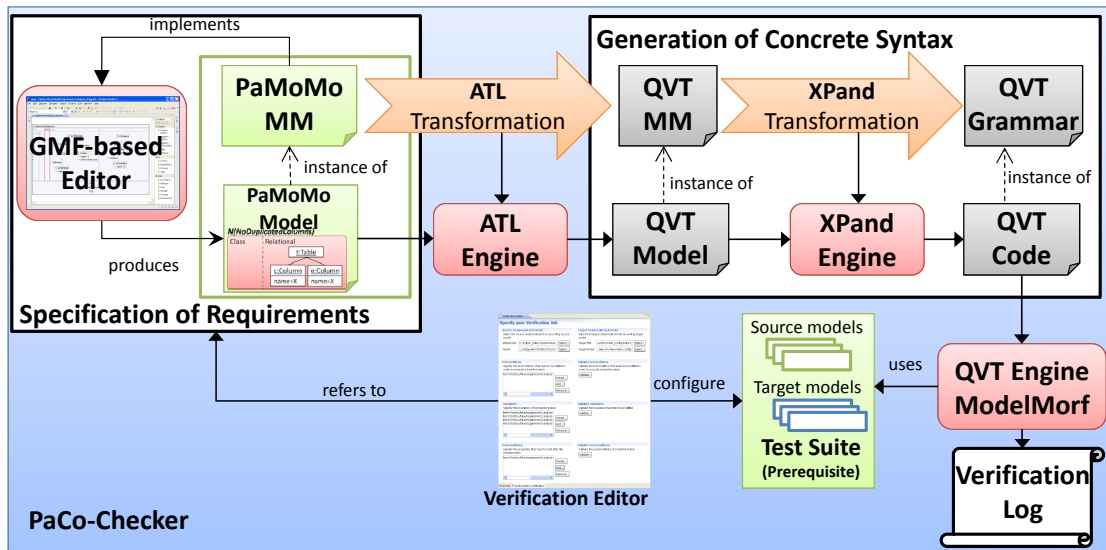 implements
GMF-based
Editor
produces
PaMoMo
MM
instance of
PaMoMo
Model
N(NoDuplicatedColumns)
Class
Relational
t:Table
c:Column
e:Column
name=X
name=X
Specification of Requirements
ATL
Transformation
ATL
Engine
Generation of Concrete Syntax
QVT
MM
XPand
Transformation
QVT
Grammar
instance of
instance of
QVT
Model
XPand
Engine
QVT
Code
refers to
Specify your Verification Job
Verification Editor
configure
Source models
Target models
Test Suite
(Prerequisite)
uses
QVT Engine
ModelMorf
Verification
Log
PaCo-Checker